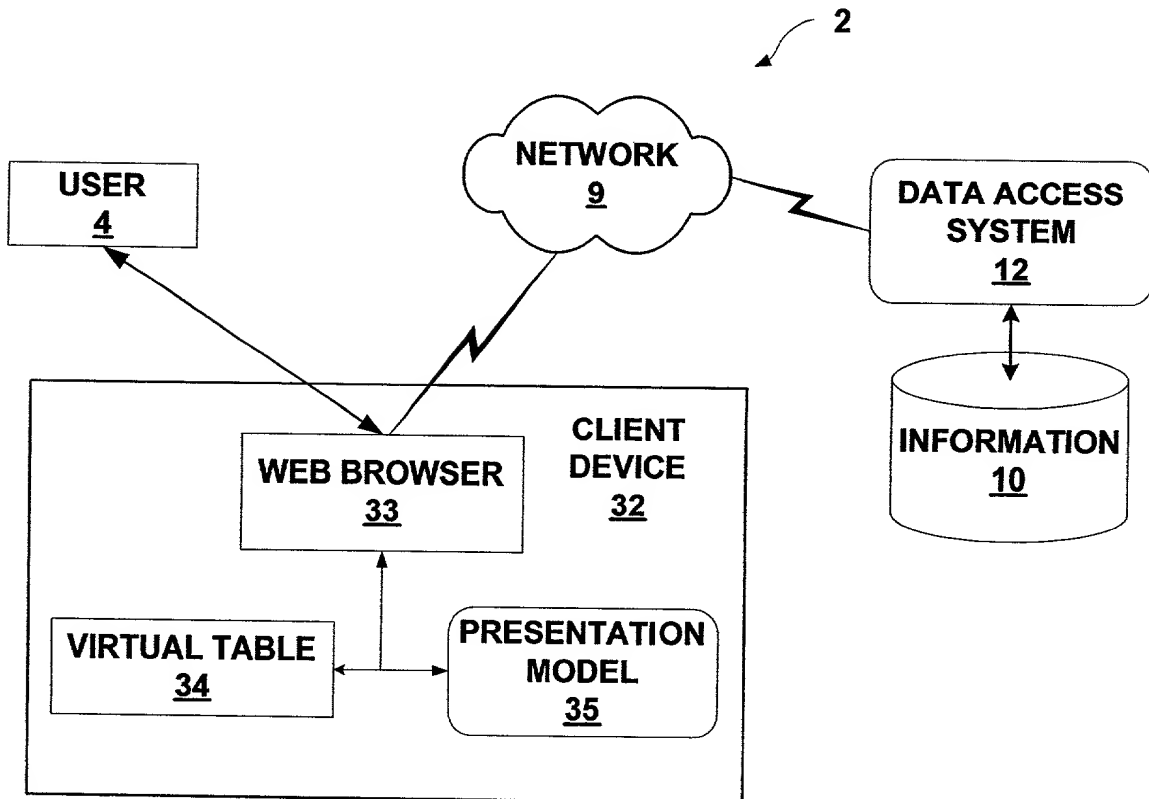 2
NETWORK
9
USER
4
DATA ACCESS
SYSTEM
12
INFORMATION
10
CLIENT
DEVICE
32
WEB BROWSER
33
VIRTUAL TABLE
34
PRESENTATION
MODEL
35